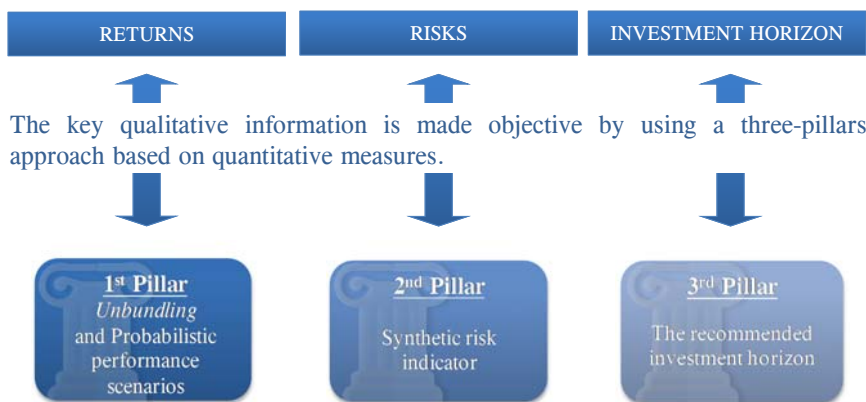 RETURNS
RISKS
INVESTMENT HORIZON
The key qualitative information is made objective by using a three-pillars
approach based on quantitative measures.
1st Pillar
Unbundling
and Probabilistic
performance
scenarios
2nd Pillar
Synthetic risk
indicator
3rd Pillar
The recommended
investment horizon